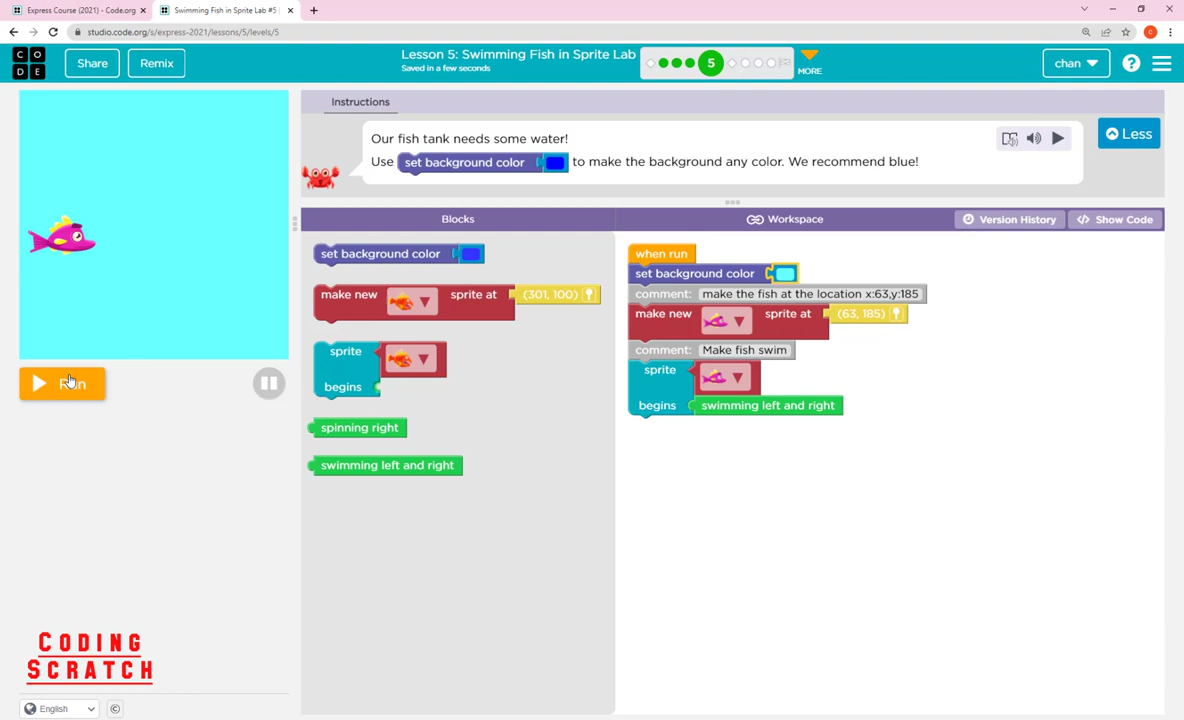 Express Course (2021) - Code.org
Swimming Fish in Sprite Lab #5
studio.code.org/s/express-2021/lessons/5/levels/5
CODE
Share
Remix
Lesson 5: Swimming Fish in Sprite Lab
Saved in a few seconds
5
MORE
chan
Instructions
Our fish tank needs some water!
Use set background color to make the background any color. We recommend blue!
Less
Blocks
Workspace
Version History
Show Code
set background color
make new sprite at (301, 100)
sprite
begins
spinning right
swimming left and right
when run
set background color
comment: make the fish at the location x:63,y:185
make new sprite at (63, 185)
comment: Make fish swim
sprite
begins swimming left and right
Run
CODING
SCRATCH
English
©